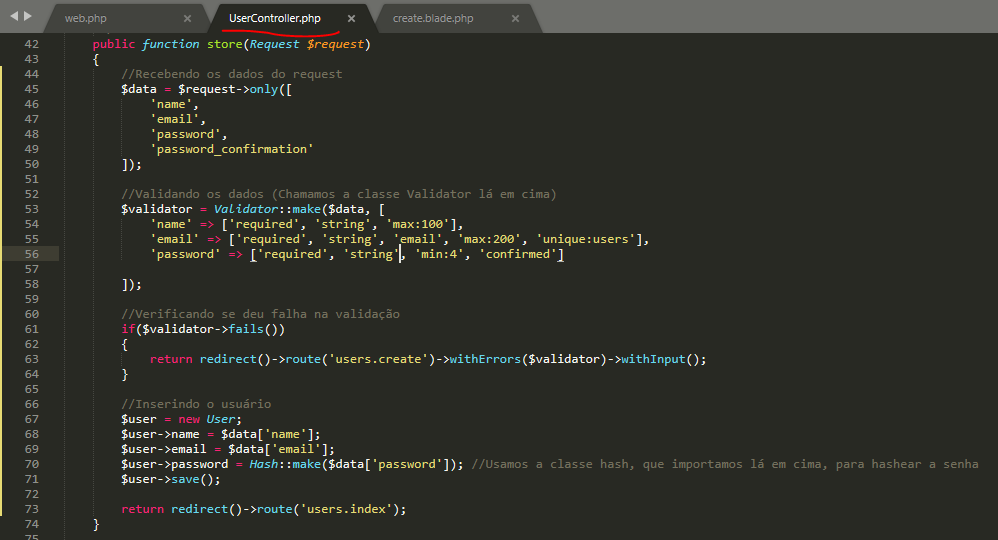 web.php UserController.php create.blade.php
42 public function store(Request $request)
43 {
44 //Recebendo os dados do request
45 $data = $request->only([
46 'name',
47 'email',
48 'password',
49 'password_confirmation'
50 ]);
51
52 //Validando os dados (Chamamos a classe Validator lá em cima)
53 $validator = Validator::make($data, [
54 'name' => ['required', 'string', 'max:100'],
55 'email' => ['required', 'string', 'email', 'max:200', 'unique:users'],
56 'password' => ['required', 'string', 'min:4', 'confirmed']
57
58 ]);
59
60 //Verificando se deu falha na validação
61 if($validator->fails())
62 {
63 return redirect()->route('users.create')->withErrors($validator)->withInput();
64 }
65
66 //Inserindo o usuário
67 $user = new User;
68 $user->name = $data['name'];
69 $user->email = $data['email'];
70 $user->password = Hash::make($data['password']); //Usamos a classe hash, que importamos lá em cima, para hashear a senha
71 $user->save();
72
73 return redirect()->route('users.index');
74 }
75